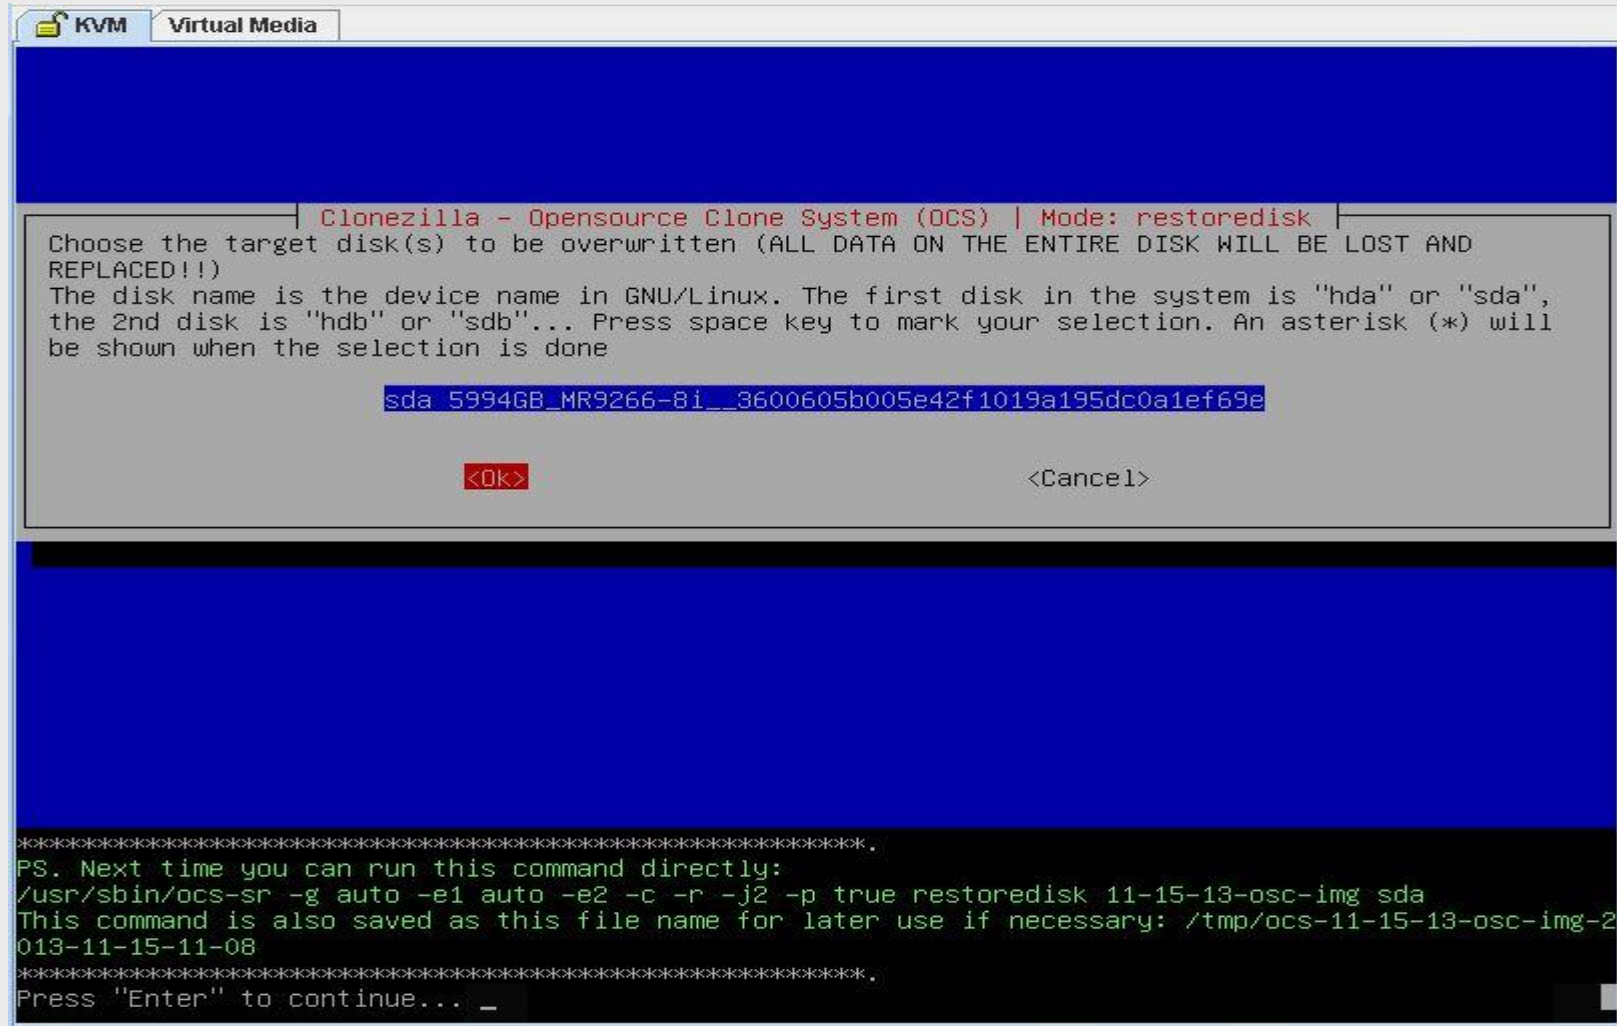 KVM
Virtual Media
Clonezilla - Opensource Clone System (OCS) | Mode: restoredisk
Choose the target disk(s) to be overwritten (ALL DATA ON THE ENTIRE DISK WILL BE LOST AND
REPLACED!!)
The disk name is the device name in GNU/Linux. The first disk in the system is "hda" or "sda",
the 2nd disk is "hdb" or "sdb"... Press space key to mark your selection. An asterisk (*) will
be shown when the selection is done
sda 5994GB_MR9266-8i__3600605b005e42f1019a195dc0a1ef69e
<Ok>
<Cancel>
*****************************************************.
PS. Next time you can run this command directly:
/usr/sbin/ocs-sr -g auto -e1 auto -e2 -c -r -j2 -p true restoredisk 11-15-13-osc-img sda
This command is also saved as this file name for later use if necessary: /tmp/ocs-11-15-13-osc-img-2
013-11-15-11-08
*****************************************************.
Press "Enter" to continue... _